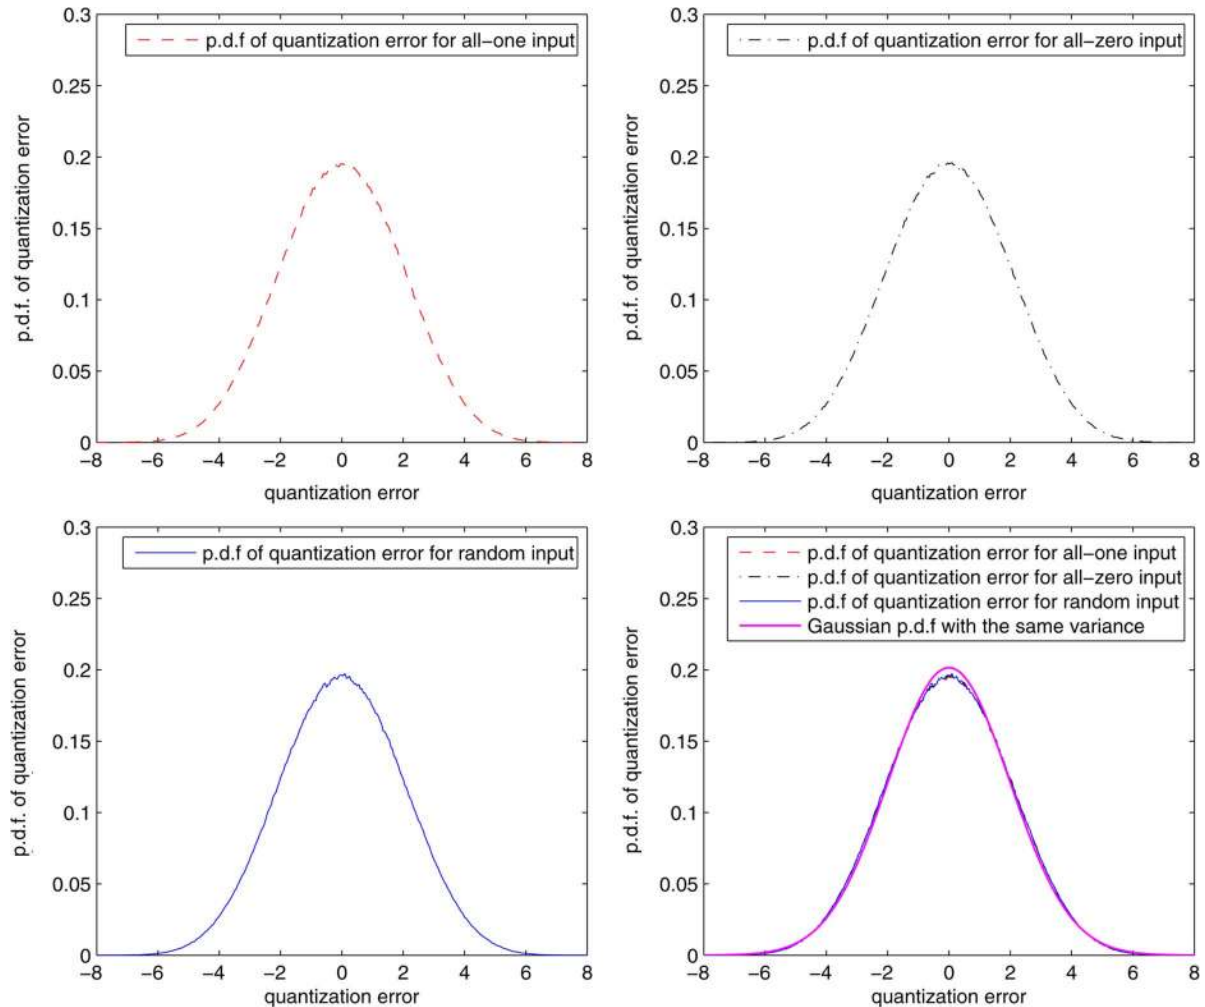 0.3
p.d.f of quantization error for all-one input
0.25
0.2
0.15
0.1
0.05
0
p.d.f. of quantization error
-8 -6 -4 -2 0 2 4 6 8
quantization error
0.3
p.d.f of quantization error for all-zero input
0.25
0.2
0.15
0.1
0.05
0
p.d.f. of quantization error
-8 -6 -4 -2 0 2 4 6 8
quantization error
0.3
p.d.f of quantization error for random input
0.25
0.2
0.15
0.1
0.05
0
p.d.f. of quantization error
-8 -6 -4 -2 0 2 4 6 8
quantization error
0.3
p.d.f of quantization error for all-one input
p.d.f of quantization error for all-zero input
p.d.f of quantization error for random input
Gaussian p.d.f with the same variance
0.25
0.2
0.15
0.1
0.05
0
p.d.f. of quantization error
-8 -6 -4 -2 0 2 4 6 8
quantization error